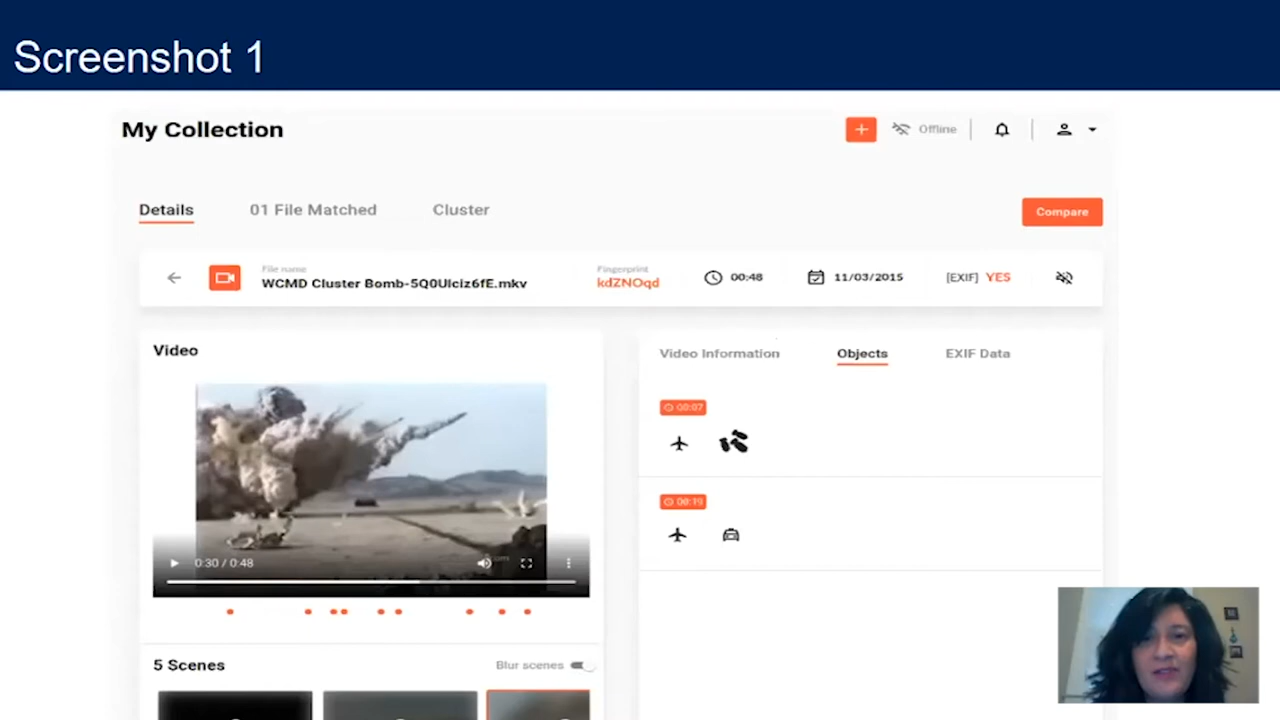 Screenshot 1
My Collection
Offline
Details
01 File Matched
Cluster
Compare
File name
WCMD Cluster Bomb-5Q0Ulciz6fE.mkv
Fingerprint
kdZNOqd
00:48
11/03/2015
[EXIF] YES
Video
Video Information
Objects
EXIF Data
00:07
00:19
0:30 / 0:48
5 Scenes
Blur scenes